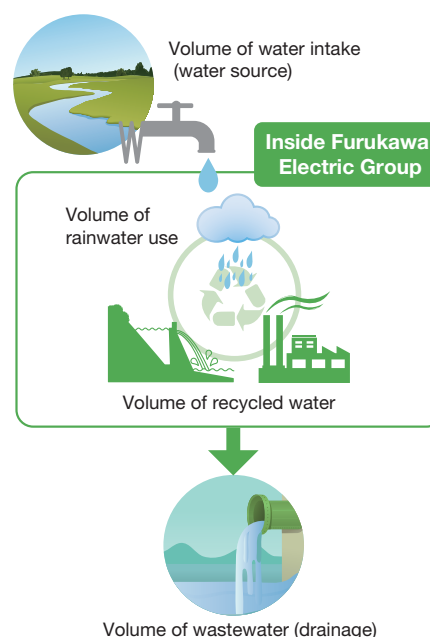 Volume of water intake
(water source)
Inside Furukawa
Electric Group
Volume of
rainwater use
Volume of recycled water
Volume of wastewater (drainage)